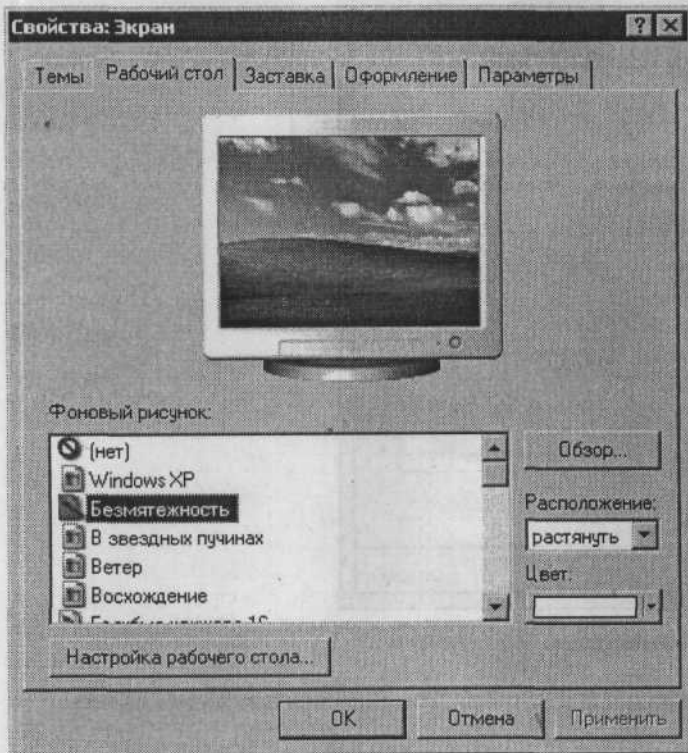 Свойства: Экран
Темы Рабочий стол Заставка Оформление Параметры
Фоновый рисунок:
(нет)
Windows XP
Безмятежность
В звездных пучинах
Ветер
Восхождение
Обзор...
Расположение:
растянуть
Цвет:
Настройка рабочего стола...
ОК Отмена Применить